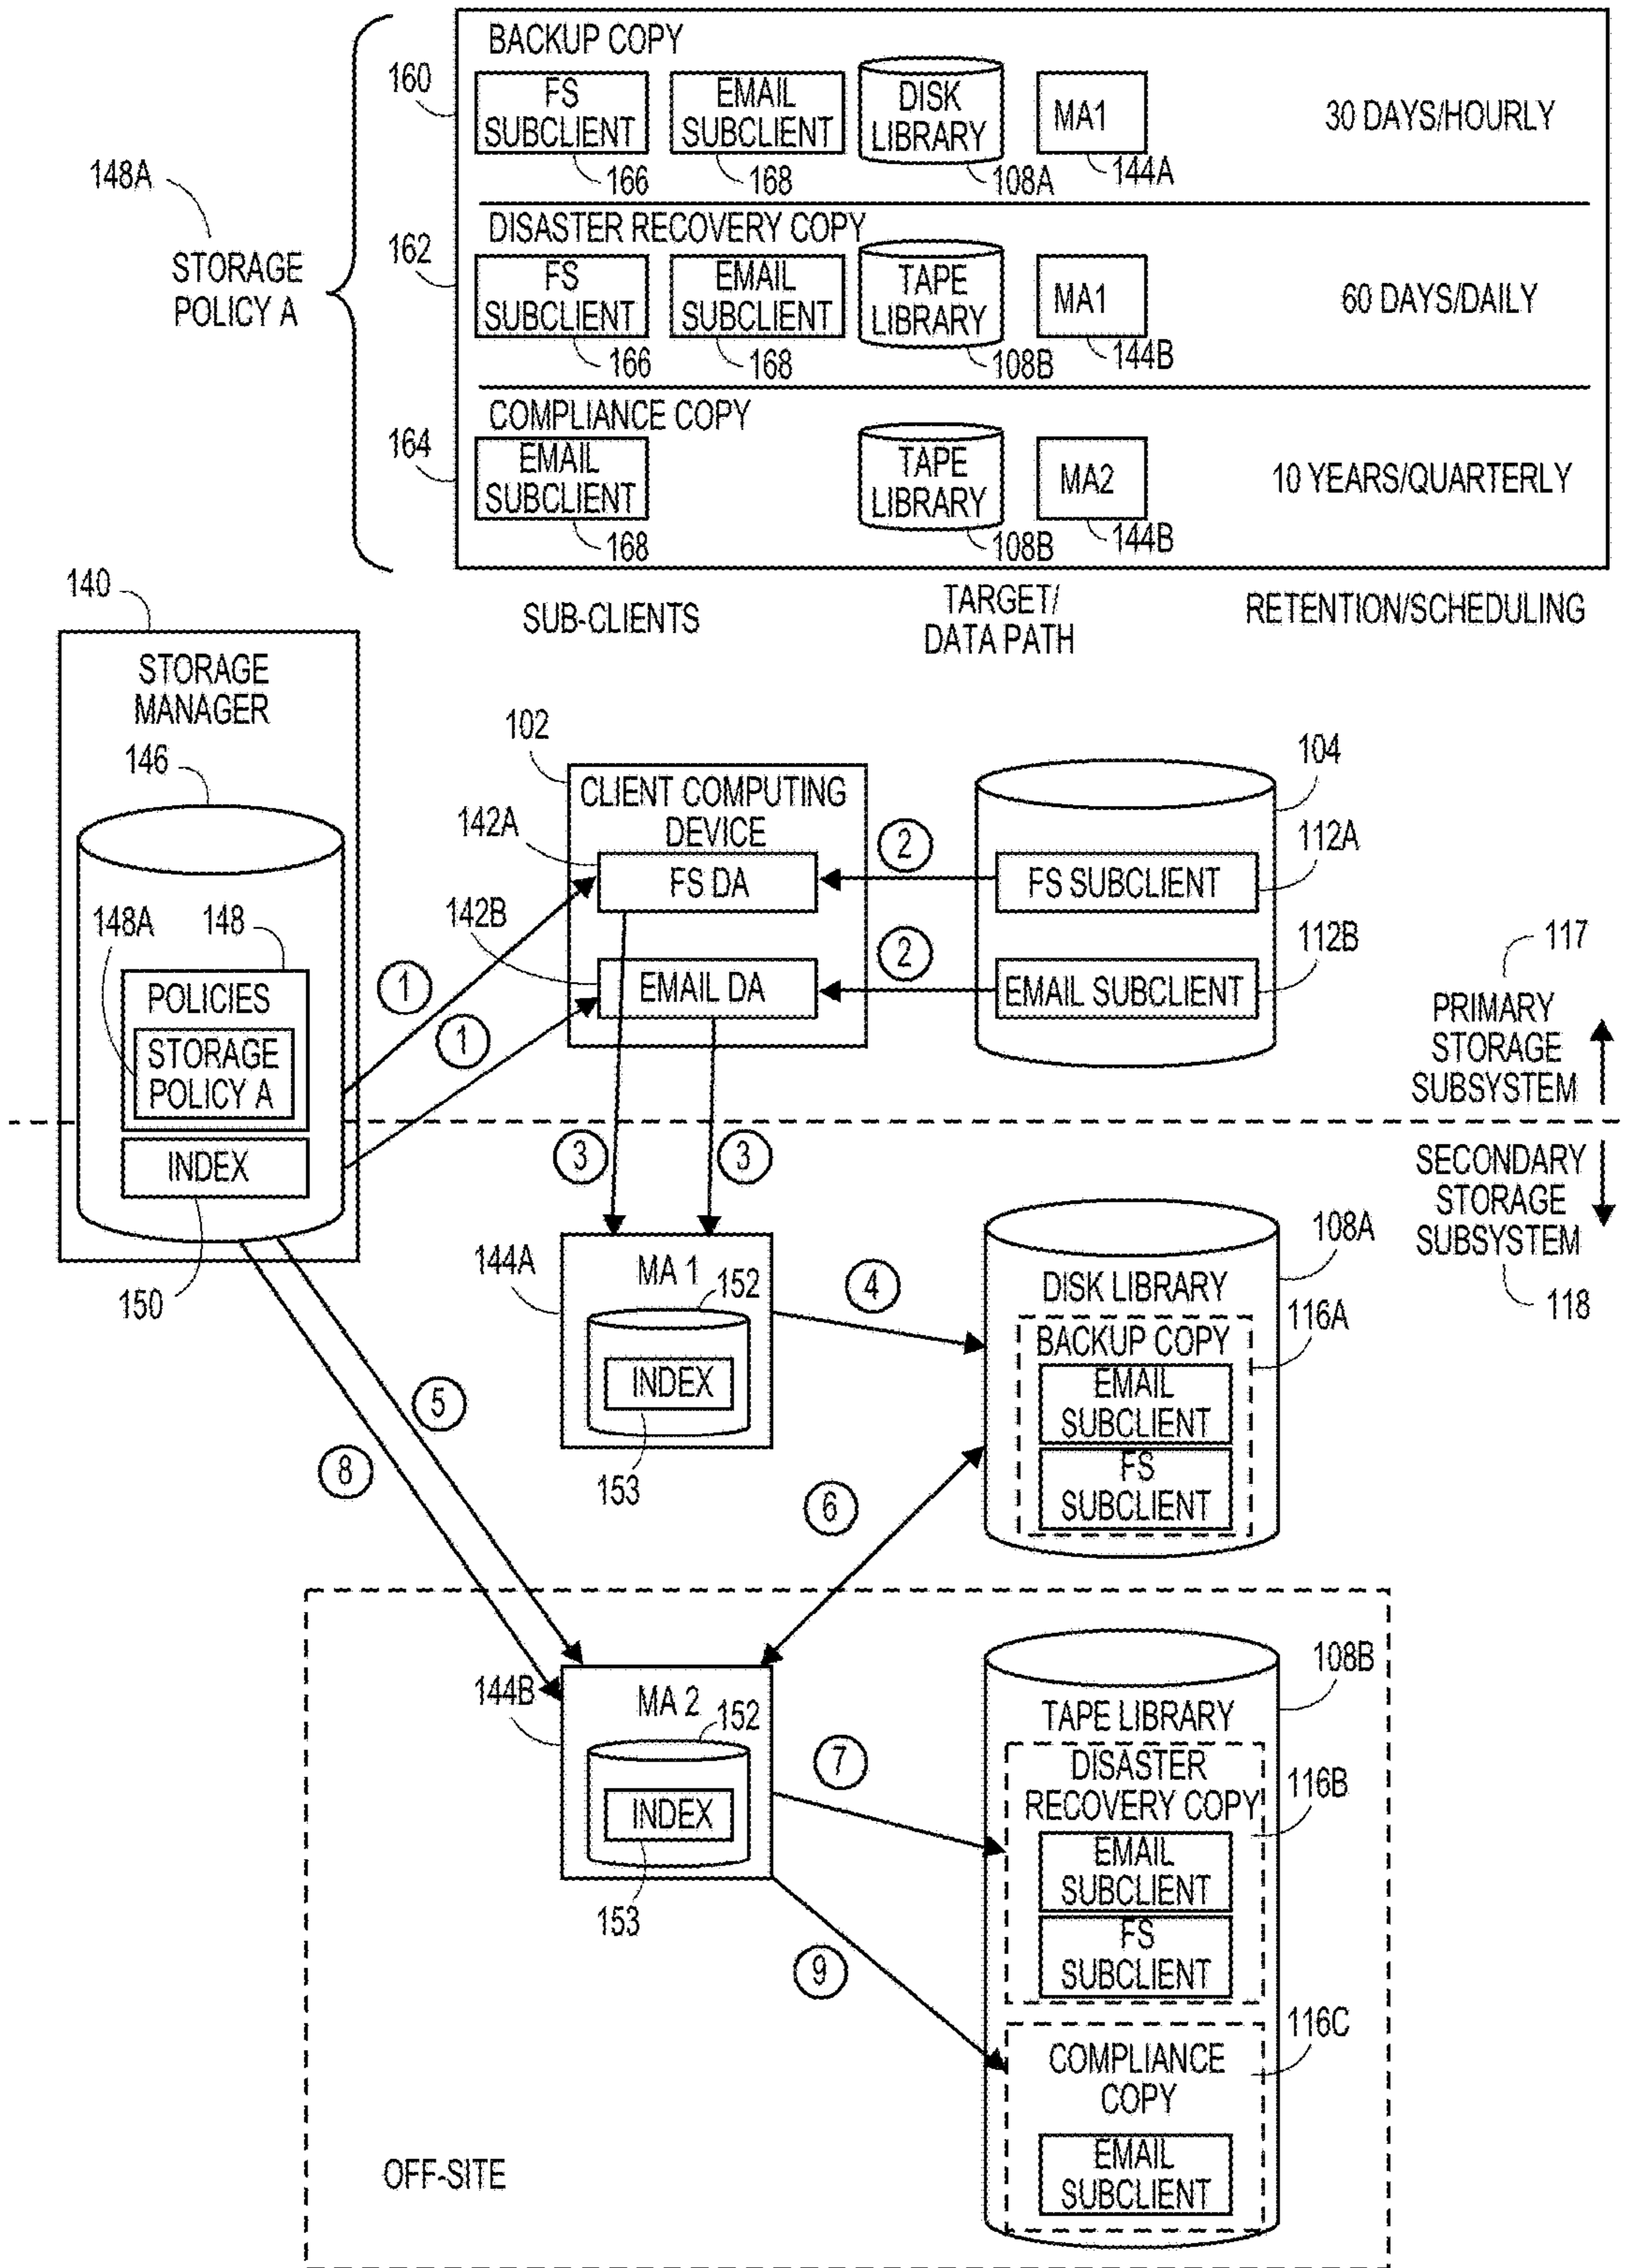 BACKUP COPY
160
FS
SUBCLIENT
166
EMAIL
SUBCLIENT
168
DISK
LIBRARY
108A
MA1
144A
30 DAYS/HOURLY
148A
STORAGE
POLICY A
DISASTER RECOVERY COPY
162
FS
SUBCLIENT
166
EMAIL
SUBCLIENT
168
TAPE
LIBRARY
108B
MA1
144B
60 DAYS/DAILY
COMPLIANCE COPY
164
EMAIL
SUBCLIENT
168
TAPE
LIBRARY
108B
MA2
144B
10 YEARS/QUARTERLY
SUB-CLIENTS
TARGET/
DATA PATH
RETENTION/SCHEDULING
140
STORAGE
MANAGER
146
148A
148
POLICIES
STORAGE
POLICY A
INDEX
150
1
1
102
CLIENT COMPUTING
DEVICE
142A
FS DA
142B
EMAIL DA
2
2
104
FS SUBCLIENT
112A
EMAIL SUBCLIENT
112B
117
PRIMARY
STORAGE
SUBSYSTEM
SECONDARY
STORAGE
SUBSYSTEM
118
3
3
144A
MA 1
152
INDEX
153
4
108A
DISK LIBRARY
BACKUP COPY
116A
EMAIL
SUBCLIENT
FS
SUBCLIENT
5
8
6
144B
MA 2
152
INDEX
153
7
9
108B
TAPE LIBRARY
DISASTER
RECOVERY COPY
116B
EMAIL
SUBCLIENT
FS
SUBCLIENT
116C
COMPLIANCE
COPY
EMAIL
SUBCLIENT
OFF-SITE